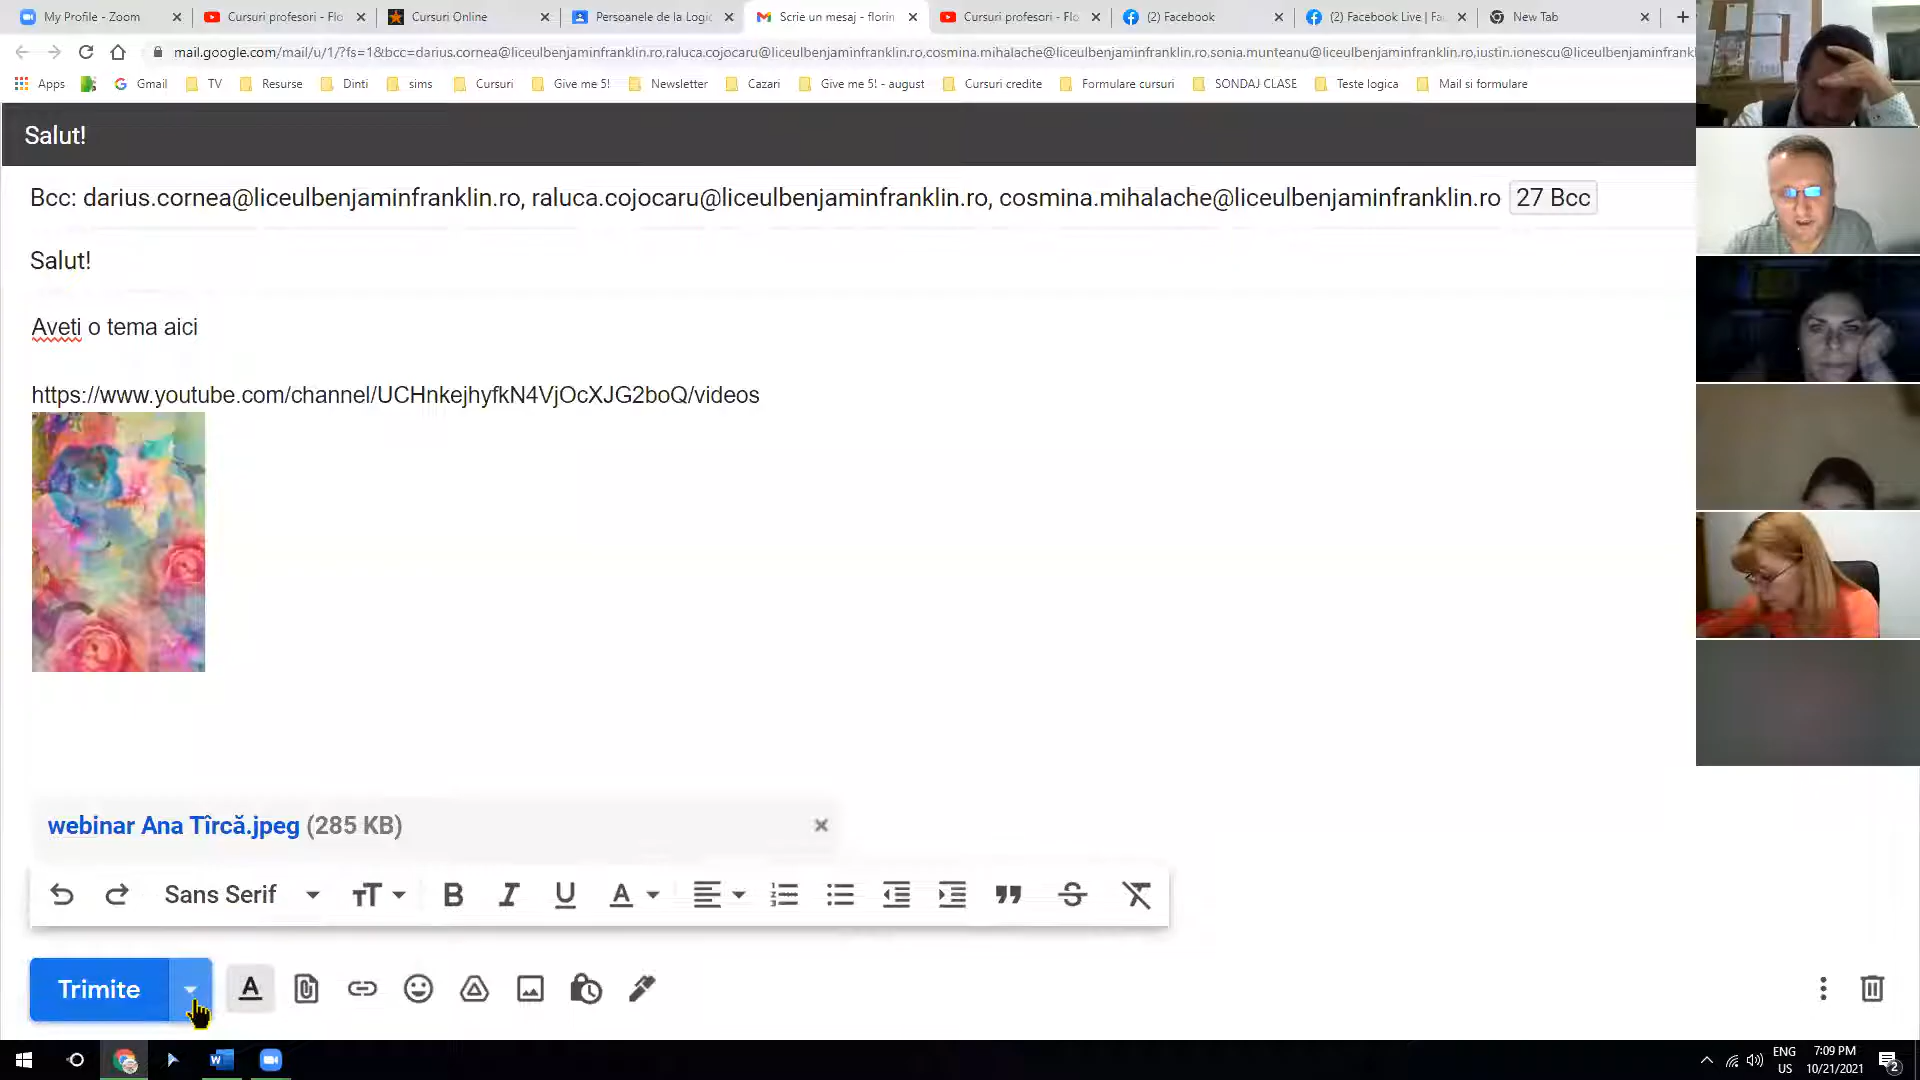 My Profile - Zoom
Cursuri profesori - Flo
Cursuri Online
Persoanele de la Logic
Scrie un mesaj - florin
Cursuri profesori - Flo
(2) Facebook
(2) Facebook Live | Fa
New Tab
mail.google.com/mail/u/1/?fs=1&bcc=darius.cornea@liceulbenjaminfranklin.ro,raluca.cojocaru@liceulbenjaminfranklin.ro,cosmina.mihalache@liceulbenjaminfranklin.ro,sonia.munteanu@liceulbenjaminfranklin.ro,iustin.ionescu@liceulbenjaminfrankl
Apps
Gmail
TV
Resurse
Dinti
sims
Cursuri
Give me 5!
Newsletter
Cazari
Give me 5! - august
Cursuri credite
Formulare cursuri
SONDAJ CLASE
Teste logica
Mail si formulare
Salut!
Bcc: darius.cornea@liceulbenjaminfranklin.ro, raluca.cojocaru@liceulbenjaminfranklin.ro, cosmina.mihalache@liceulbenjaminfranklin.ro 27 Bcc
Salut!
Aveți o tema aici
https://www.youtube.com/channel/UCHnkejhyfkN4VjOcXJG2boQ/videos
webinar Ana Tîrcă.jpeg (285 KB)
Sans Serif
Trimite
ENG
US
7:09 PM
10/21/2021
2